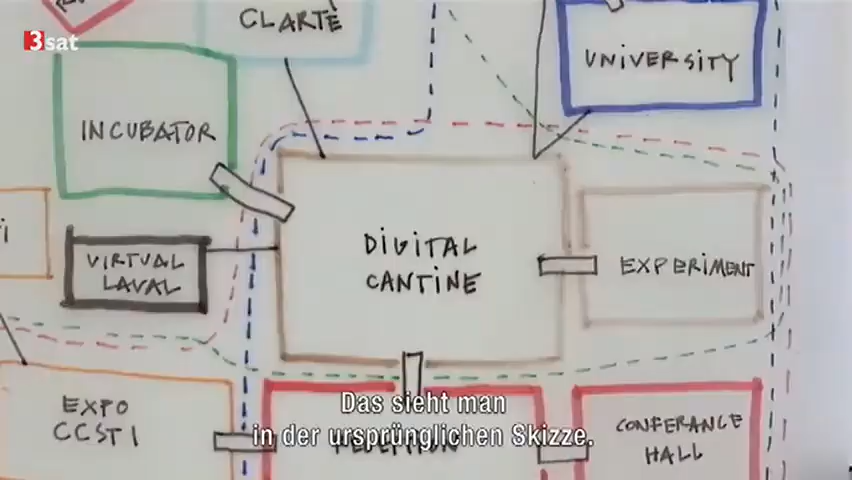 3sat
CLARTÉ
UNIVERSITY
INCUBATOR
DIGITAL
CANTINE
VIRTUAL
LAVAL
EXPERIMENT
EXPO
CCSTI
CONFERANCE
HALL
Das sieht man
in der ursprünglichen Skizze.